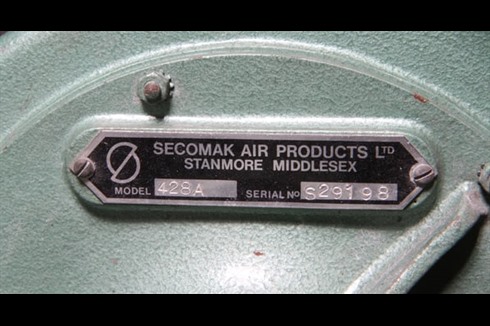 SECOMAK AIR PRODUCTS LTD
STANMORE MIDDLESEX
MODEL 428A SERIAL No S29198